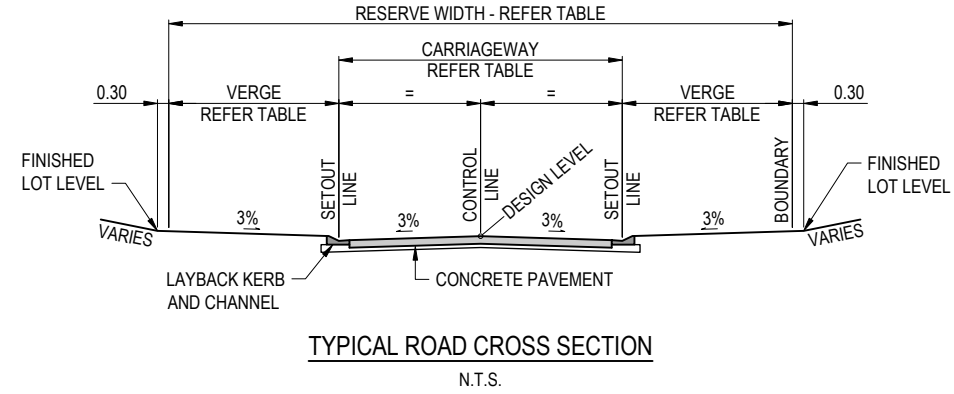 RESERVE WIDTH - REFER TABLE
CARRIAGEWAY
REFER TABLE
0.30
VERGE
REFER TABLE
=
=
VERGE
REFER TABLE
0.30
FINISHED
LOT LEVEL
SETOUT
LINE
CONTROL
LINE
DESIGN LEVEL
SETOUT
LINE
BOUNDARY
FINISHED
LOT LEVEL
VARIES
3%
3%
3%
3%
VARIES
LAYBACK KERB
AND CHANNEL
CONCRETE PAVEMENT
TYPICAL ROAD CROSS SECTION
N.T.S.